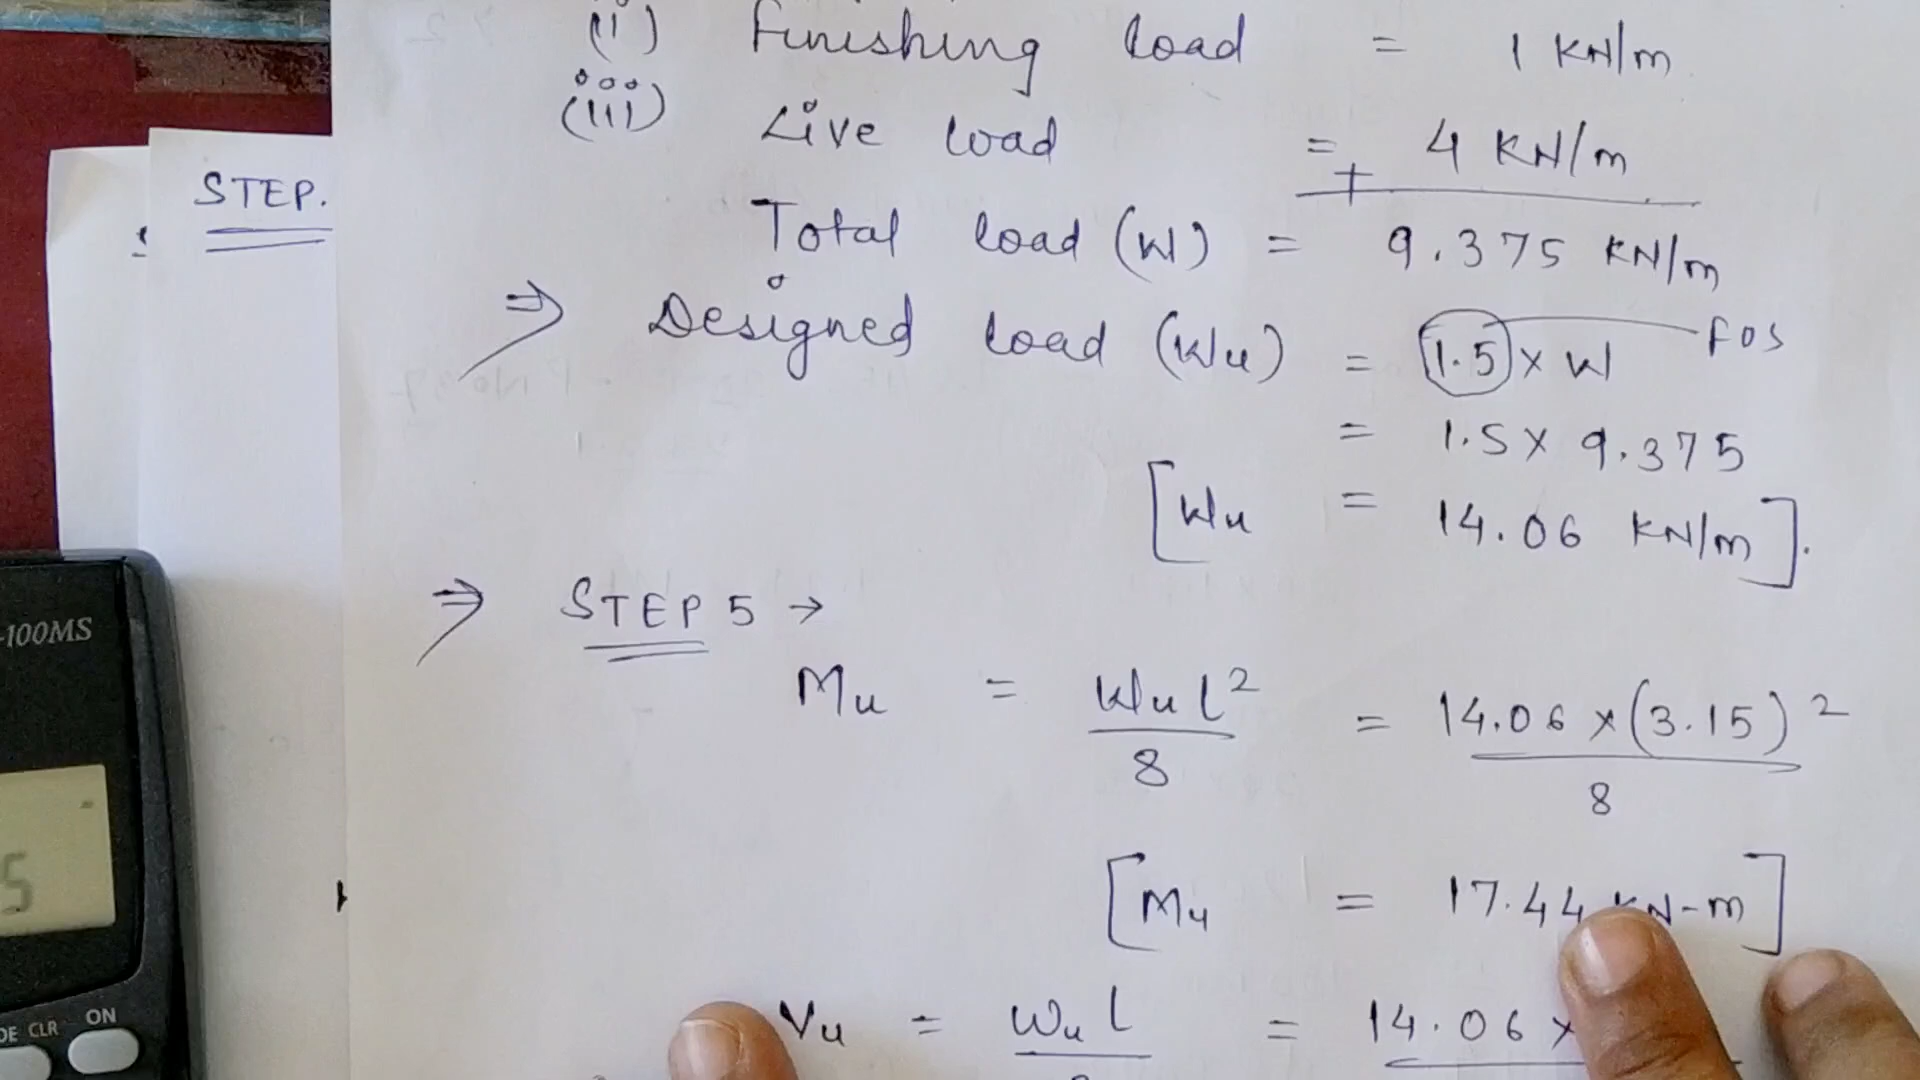 (ii) Finishing load = 1 KN/m
(iii) Live load = + 4 KN/m
STEP.
Total load (W) = 9.375 KN/m
⇒ Designed load (Wu) = 1.5 x W FOS
= 1.5 x 9.375
[Wu = 14.06 KN/m].
⇒ STEP 5 →
Mu = Wu l² / 8 = 14.06 x (3.15)² / 8
[Mu = 17.44 KN-m]
Vu = Wu l = 14.06 x
-100MS
5
DE CLR ON